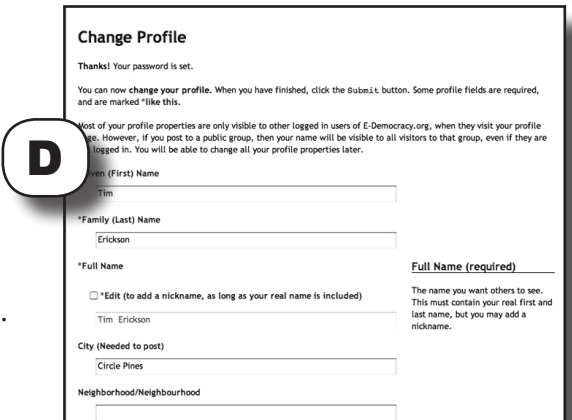 Change Profile
Thanks! Your password is set.
You can now change your profile. When you have finished, click the Submit button. Some profile fields are required,
and are marked *like this.
Most of your profile properties are only visible to other logged in users of E-Democracy.org, when they visit your profile
However, if you post to a public group, then your name will be visible to all visitors to that group, even if they are
logged in. You will be able to change all your profile properties later.
D
(First) Name
Tim
*Family (Last) Name
Erickson
*Full Name
Full Name (required)
*Edit (to add a nickname, as long as your real name is included)
The name you want others to see.
This must contain your real first and
last name, but you may add a
nickname.
Tim Erickson
City (Needed to post)
Circle Pines
Neighborhood/Neighbourhood